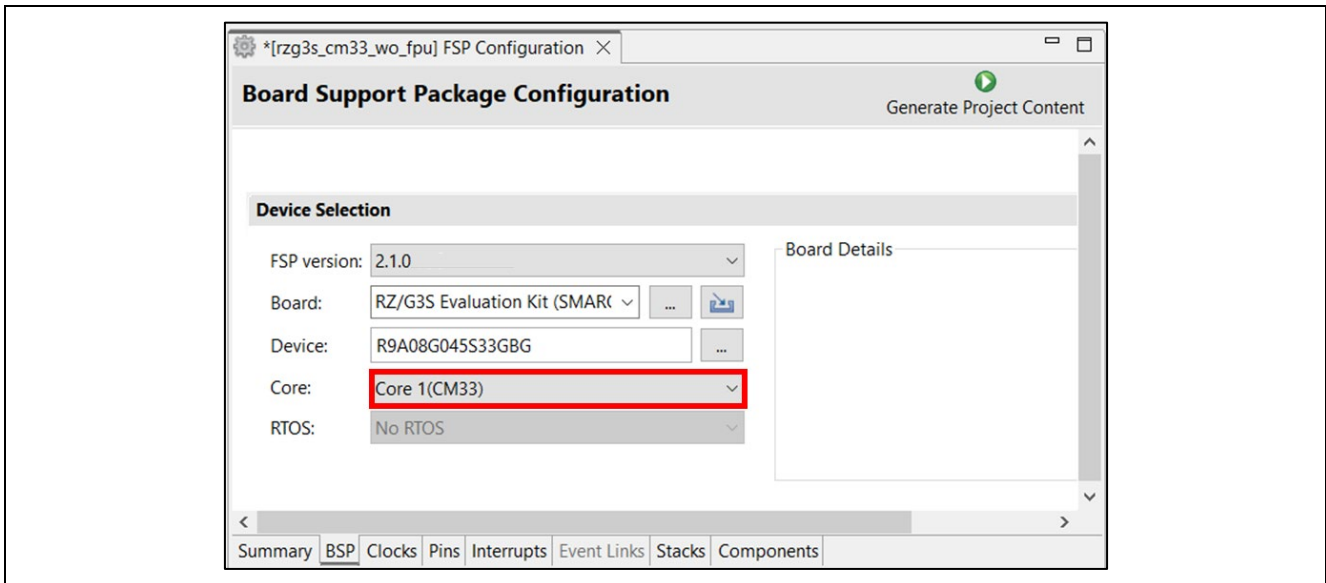 *[rzg3s_cm33_wo_fpu] FSP Configuration
Board Support Package Configuration
Generate Project Content
Device Selection
FSP version: 2.1.0
Board Details
Board: RZ/G3S Evaluation Kit (SMAR( ...
Device: R9A08G045S33GBG ...
Core: Core 1(CM33)
RTOS: No RTOS
Summary BSP Clocks Pins Interrupts Event Links Stacks Components